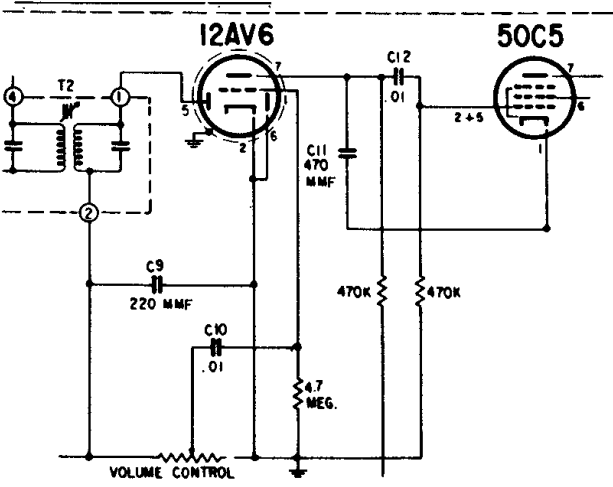 12AV6
50C5
T2
C12
.01
7
7
4
1
5
6
2 + 5
6
2
1
C11
470
MMF
2
C9
220 MMF
470K
470K
C10
.01
4.7
MEG.
VOLUME CONTROL